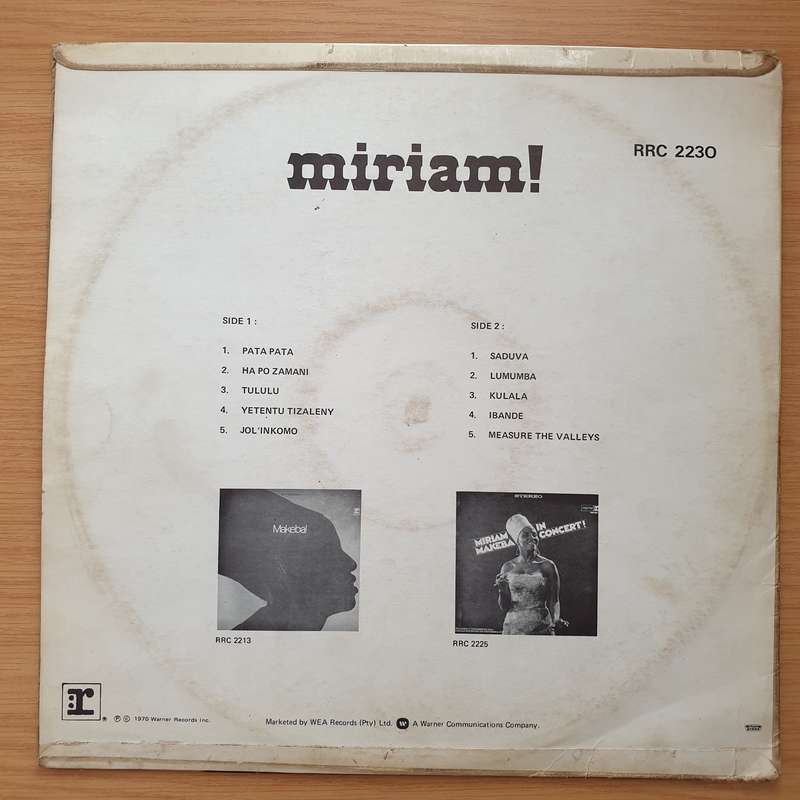 miriam!
RRC 2230
SIDE 1 :
1. PATA PATA
2. HA PO ZAMANI
3. TULULU
4. YETENTU TIZALENY
5. JOL'INKOMO
SIDE 2 :
1. SADUVA
2. LUMUMBA
3. KULALA
4. IBANDE
5. MEASURE THE VALLEYS
Makeba!
RRC 2213
STEREO
MIRIAM MAKEBA
IN CONCERT!
RRC 2225
r:
® Ⓟ © 1970 Warner Records Inc.
Marketed by WEA Records (Pty) Ltd. W A Warner Communications Company.